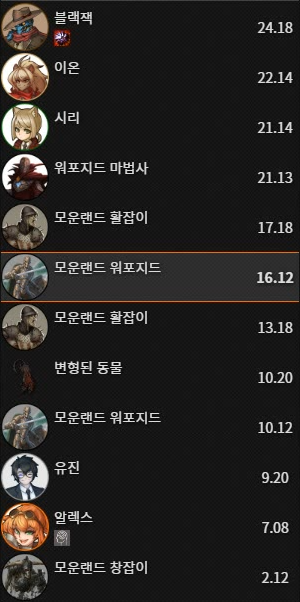 블랙잭 24.18
이온 22.14
시리 21.14
워포지드 마법사 21.13
모운랜드 활잡이 17.18
모운랜드 워포지드 16.12
모운랜드 활잡이 13.18
변형된 동물 10.20
모운랜드 워포지드 10.12
유진 9.20
알렉스 7.08
모운랜드 창잡이 2.12